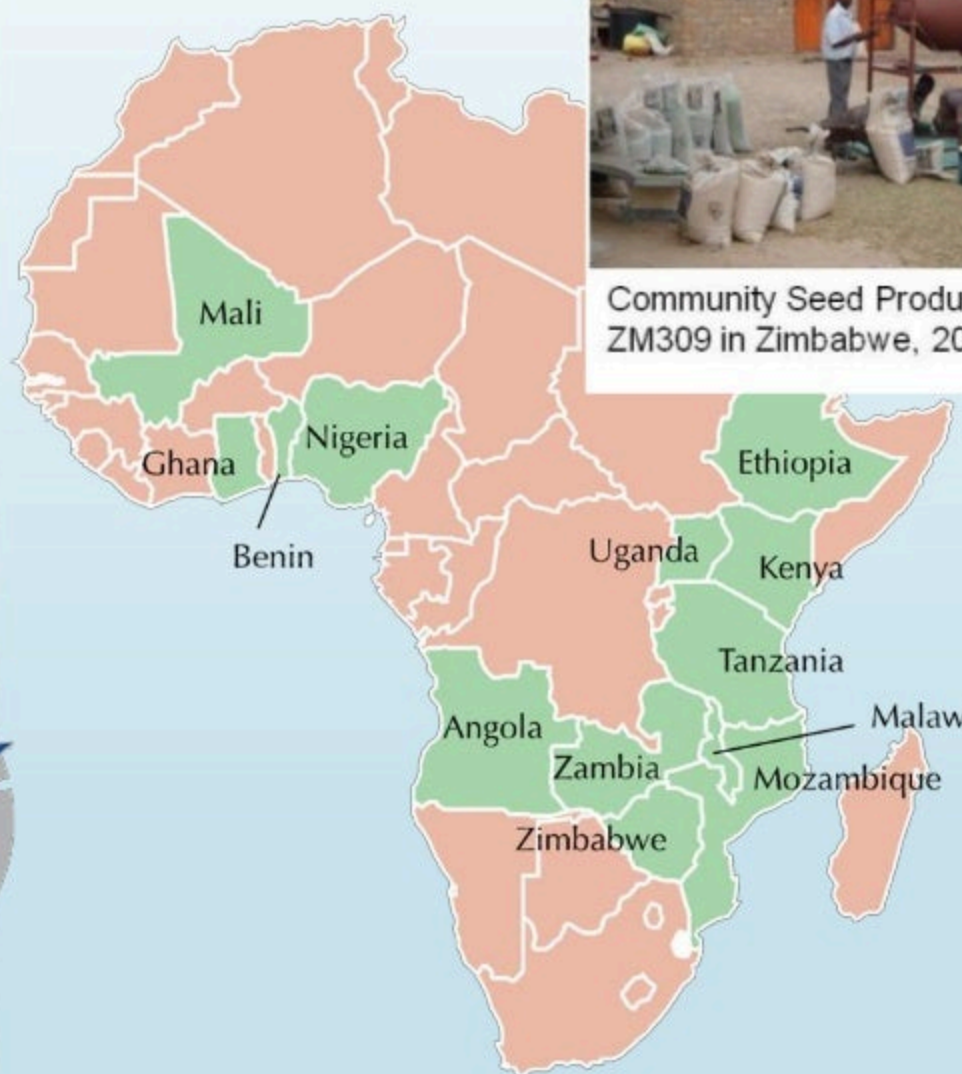 Community Seed Produ
ZM309 in Zimbabwe, 20
Mali
Nigeria
Ghana
Benin
Ethiopia
Uganda
Kenya
Tanzania
Malaw
Angola
Zambia
Mozambique
Zimbabwe